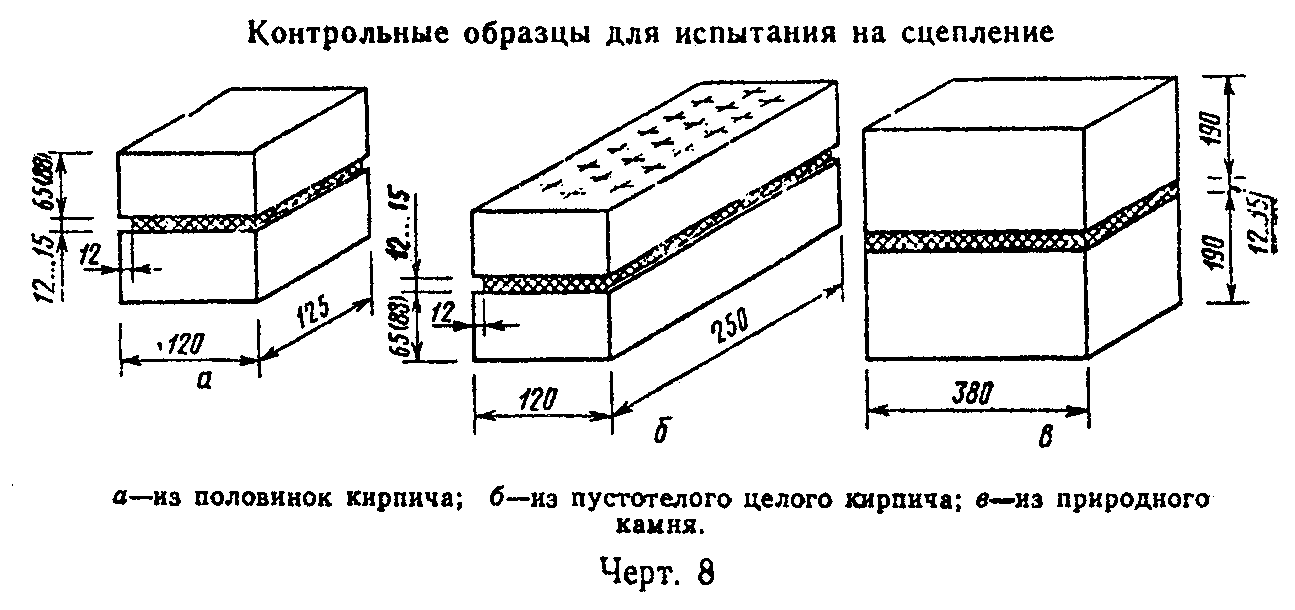 Контрольные образцы для испытания на сцепление
65(88)
12...15
12
120
125
а
12...15
65(83)
12
120
250
б
190
12..15
190
380
в
а—из половинок кирпича; б—из пустотелого целого кирпича; в—из природного
камня.
Черт. 8